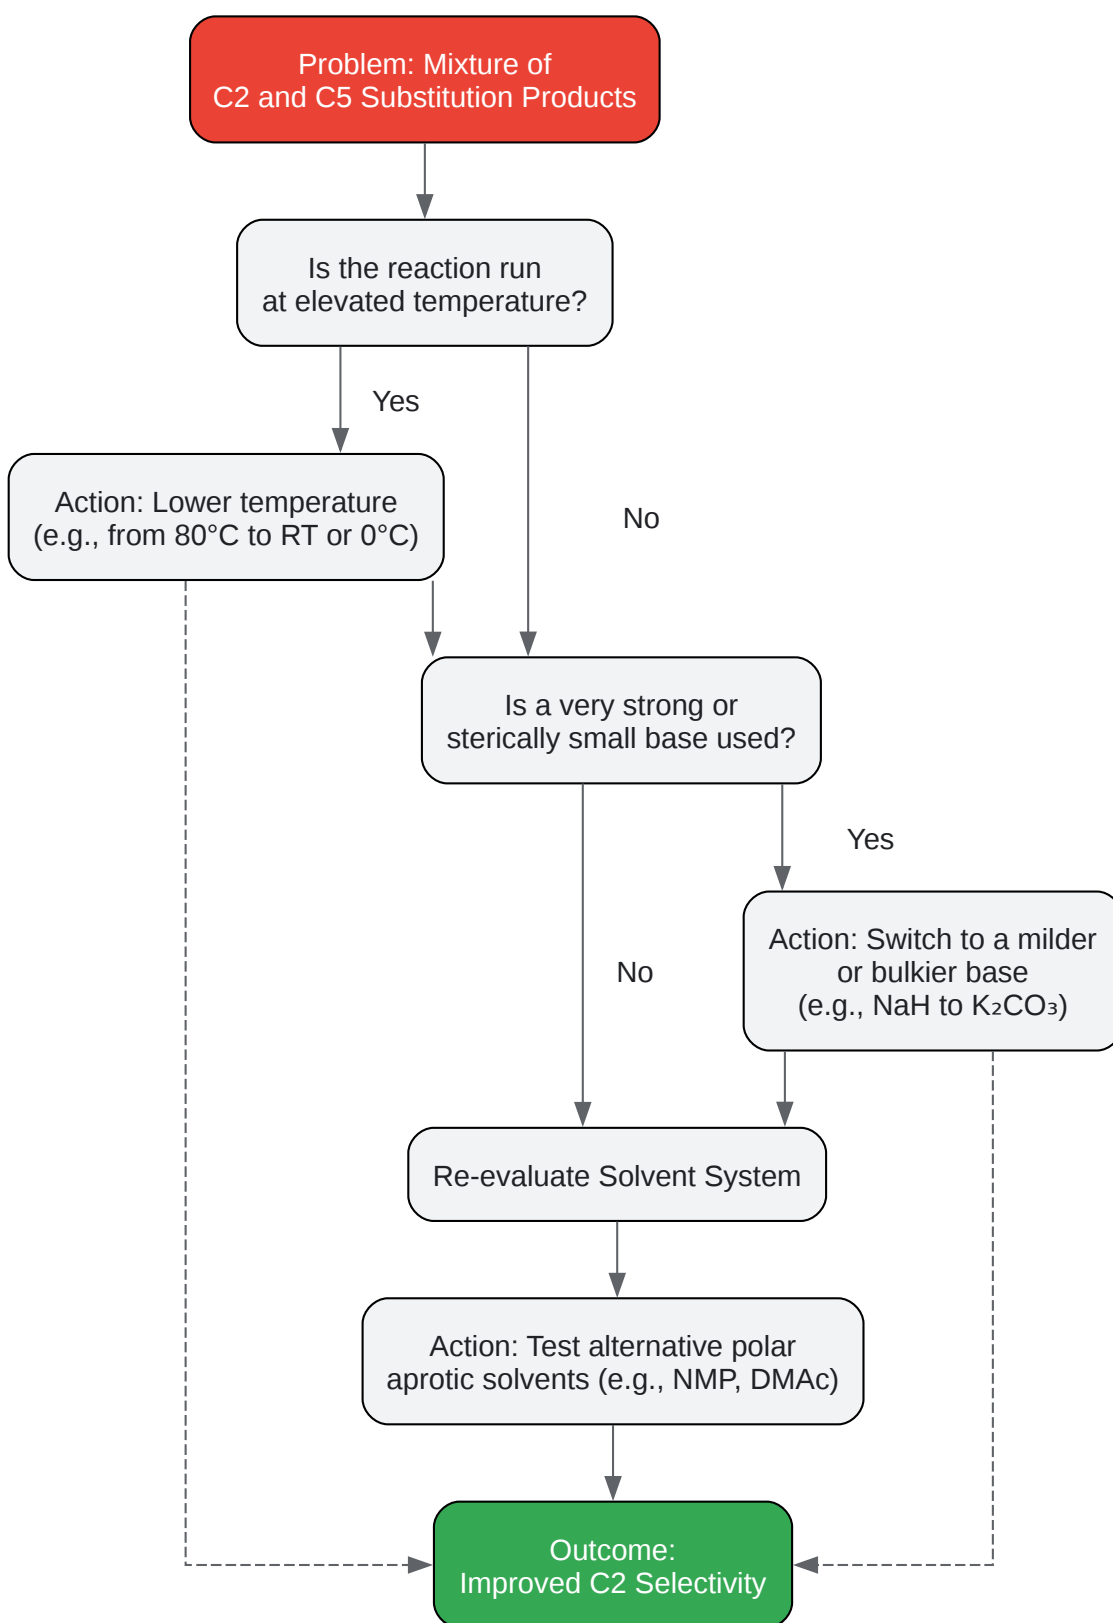 Problem: Mixture of
C2 and C5 Substitution Products
Is the reaction run
at elevated temperature?
Yes
Action: Lower temperature
(e.g., from 80°C to RT or 0°C)
No
Is a very strong or
sterically small base used?
Yes
Action: Switch to a milder
or bulkier base
(e.g., NaH to K₂CO₃)
No
Re-evaluate Solvent System
Action: Test alternative polar
aprotic solvents (e.g., NMP, DMAc)
Outcome:
Improved C2 Selectivity